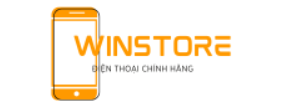 WINSTORE
ĐIỆN THOẠI CHÍNH HÃNG